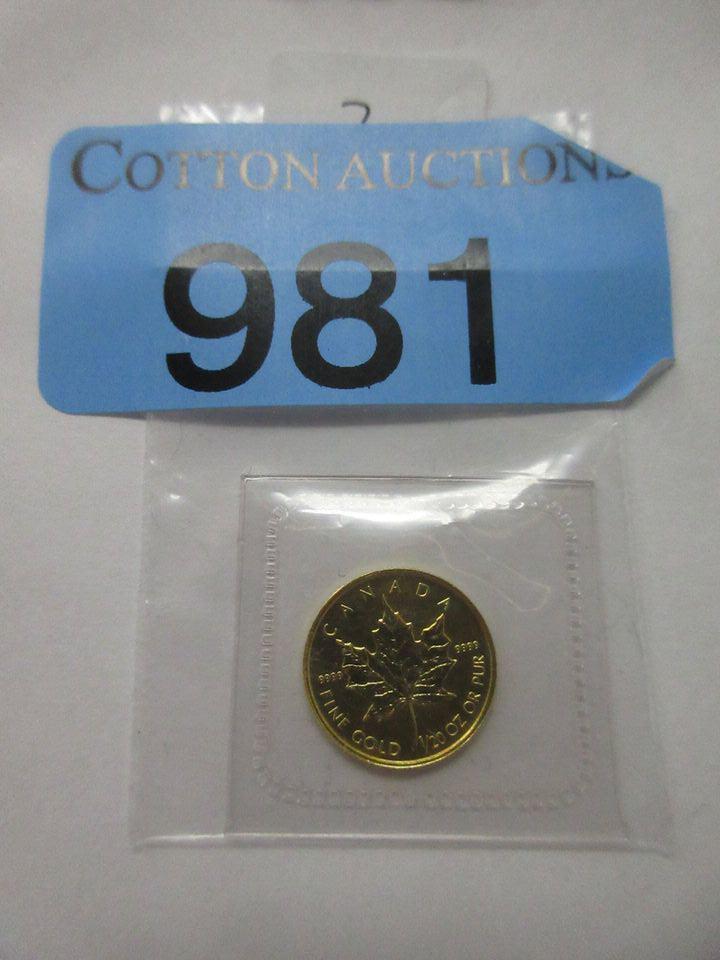 ?
COTTON AUCTIONS
981
CANADA
9999 9999
FINE GOLD 1/20 OZ OR PUR